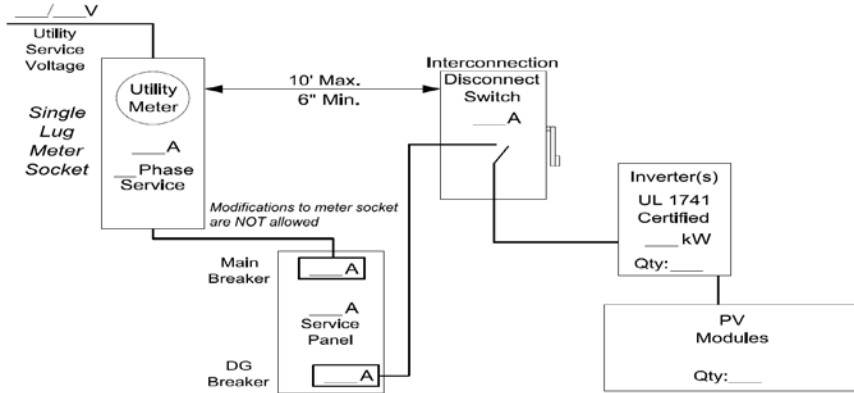 ___/___V
Utility
Service
Voltage
Utility
Meter
Single
Lug
Meter
Socket
___A
__Phase
Service
10' Max.
6" Min.
Interconnection
Disconnect
Switch
___A
Modifications to meter socket
are NOT allowed
Main
Breaker
___A
___A
Service
Panel
DG
Breaker
___A
Inverter(s)
UL 1741
Certified
___kW
Qty:___
PV
Modules
Qty:___